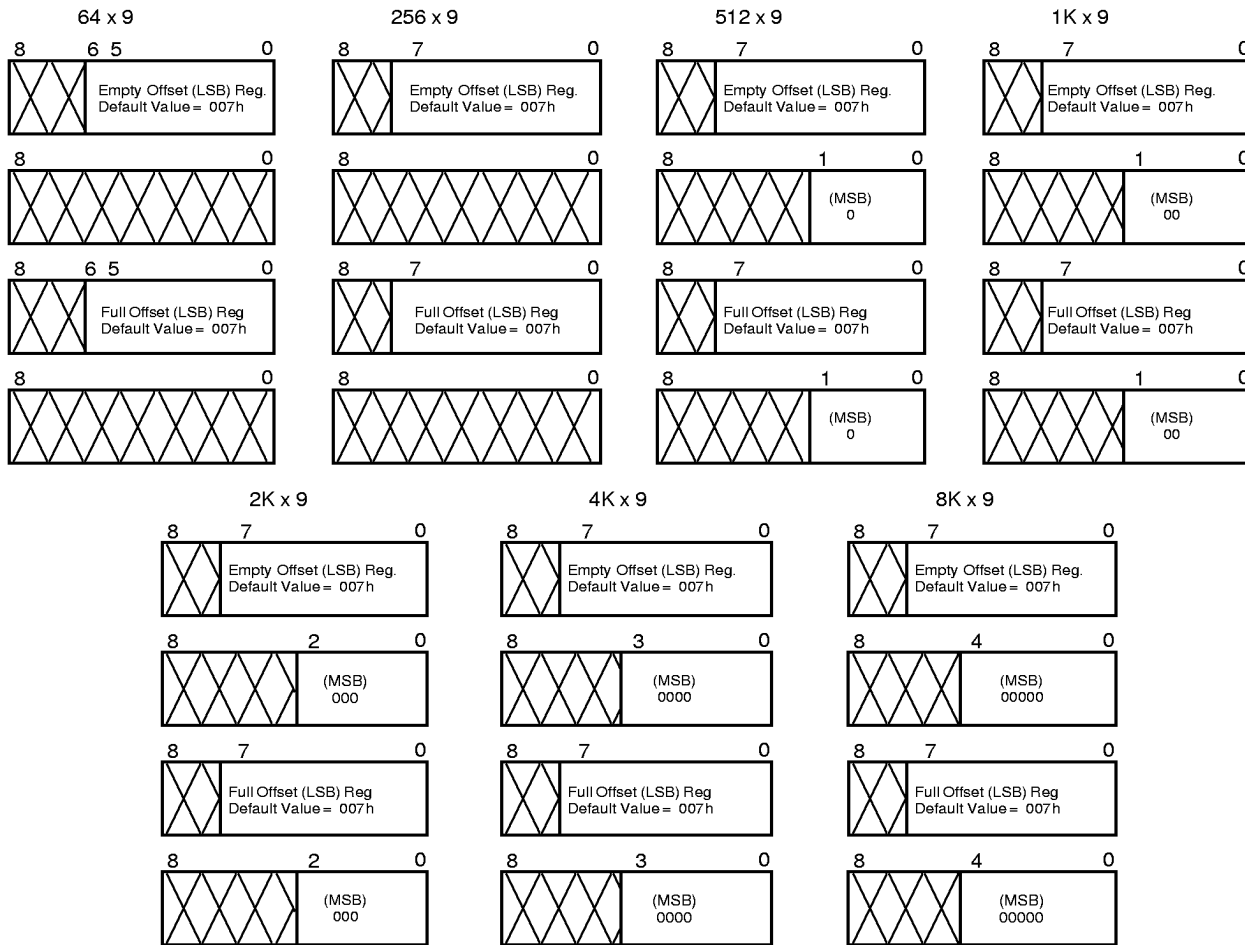 64 x 9
256 x 9
512 x 9
1K x 9
8 6 5 0
8 7 0
8 7 0
8 7 0
Empty Offset (LSB) Reg.
Default Value = 007h
Empty Offset (LSB) Reg.
Default Value = 007h
Empty Offset (LSB) Reg.
Default Value = 007h
Empty Offset (LSB) Reg.
Default Value = 007h
8 0
8 0
8 1 0
8 1 0
(MSB)
0
(MSB)
00
8 6 5 0
8 7 0
8 7 0
8 7 0
Full Offset (LSB) Reg
Default Value = 007h
Full Offset (LSB) Reg
Default Value = 007h
Full Offset (LSB) Reg
Default Value = 007h
Full Offset (LSB) Reg
Default Value = 007h
8 0
8 0
8 1 0
8 1 0
(MSB)
0
(MSB)
00
2K x 9
4K x 9
8K x 9
8 7 0
8 7 0
8 7 0
Empty Offset (LSB) Reg.
Default Value = 007h
Empty Offset (LSB) Reg.
Default Value = 007h
Empty Offset (LSB) Reg.
Default Value = 007h
8 2 0
8 3 0
8 4 0
(MSB)
000
(MSB)
0000
(MSB)
00000
8 7 0
8 7 0
8 7 0
Full Offset (LSB) Reg
Default Value = 007h
Full Offset (LSB) Reg
Default Value = 007h
Full Offset (LSB) Reg
Default Value = 007h
8 2 0
8 3 0
8 4 0
(MSB)
000
(MSB)
0000
(MSB)
00000